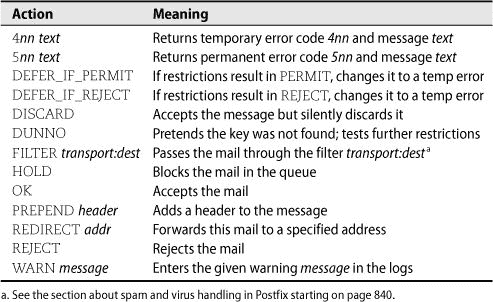 Action Meaning
4nn text Returns temporary error code 4nn and message text
5nn text Returns permanent error code 5nn and message text
DEFER_IF_PERMIT If restrictions result in PERMIT, changes it to a temp error
DEFER_IF_REJECT If restrictions result in REJECT, changes it to a temp error
DISCARD Accepts the message but silently discards it
DUNNO Pretends the key was not found; tests further restrictions
FILTER transport:dest Passes the mail through the filter transport:dest a
HOLD Blocks the mail in the queue
OK Accepts the mail
PREPEND header Adds a header to the message
REDIRECT addr Forwards this mail to a specified address
REJECT Rejects the mail
WARN message Enters the given warning message in the logs
a. See the section about spam and virus handling in Postfix starting on page 840.